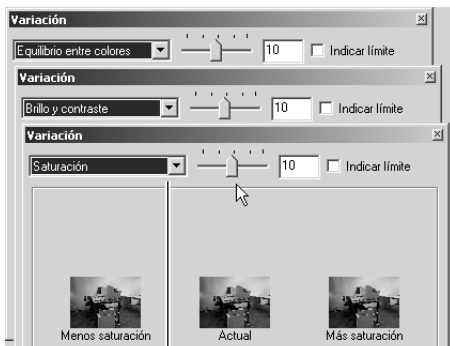 Variación
Equilibrio entre colores 10 Indicar límite
Variación
Brillo y contraste 10 Indicar límite
Variación
Saturación 10 Indicar límite
Menos saturación Actual Más saturación